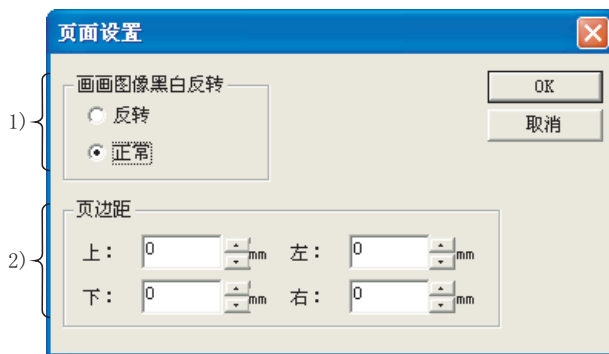 页面设置
1)
画画图像黑白反转
反转
正常
OK
取消
2)
页边距
上： 0 mm 左： 0 mm
下： 0 mm 右： 0 mm